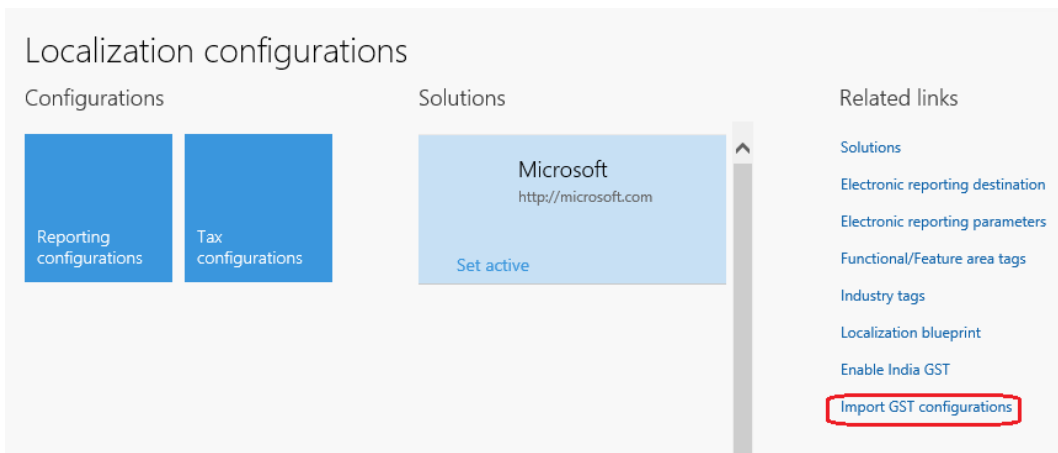 Localization configurations
Configurations
Reporting
configurations
Tax
configurations
Solutions
Microsoft
http://microsoft.com
Set active
Related links
Solutions
Electronic reporting destination
Electronic reporting parameters
Functional/Feature area tags
Industry tags
Localization blueprint
Enable India GST
Import GST configurations